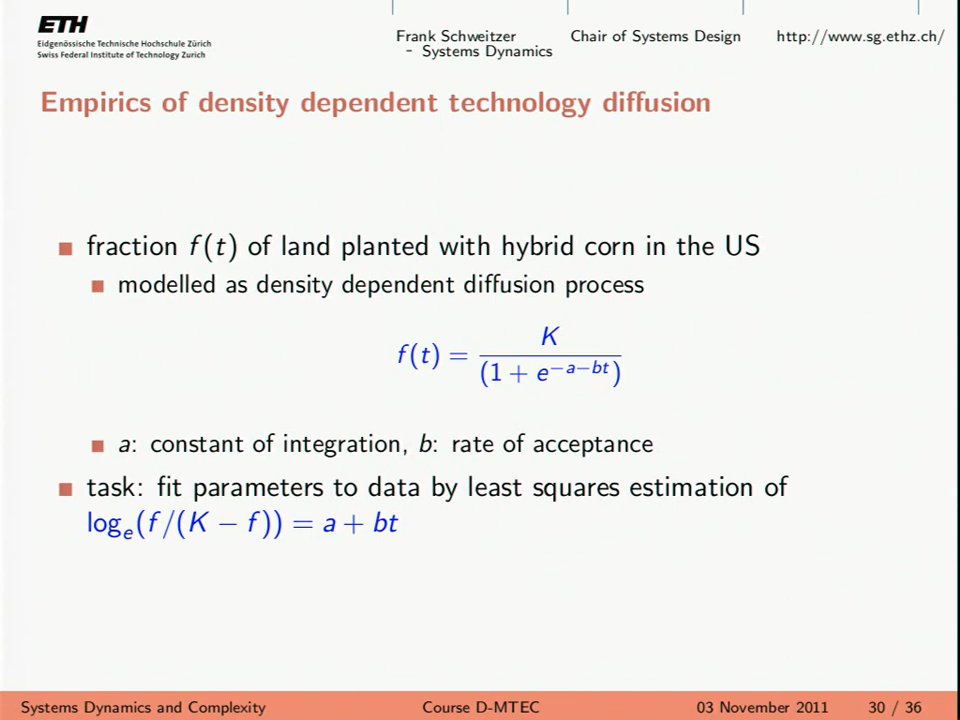 ETH
Eidgenössische Technische Hochschule Zürich
Swiss Federal Institute of Technology Zurich
Frank Schweitzer
- Systems Dynamics
Chair of Systems Design
http://www.sg.ethz.ch/
Empirics of density dependent technology diffusion
fraction f(t) of land planted with hybrid corn in the US
modelled as density dependent diffusion process
f(t) = K / (1 + e^{−a−bt})
a: constant of integration, b: rate of acceptance
task: fit parameters to data by least squares estimation of
log_e(f/(K − f)) = a + bt
Systems Dynamics and Complexity
Course D-MTEC
03 November 2011
30 / 36